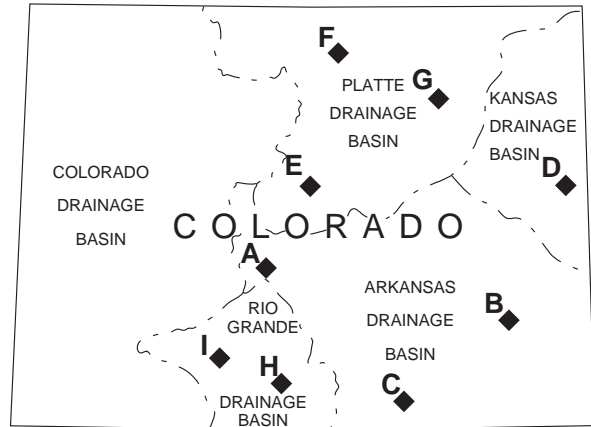 F
PLATTE
G
DRAINAGE
BASIN
KANSAS
DRAINAGE
BASIN
D
E
COLORADO
DRAINAGE
BASIN
COLORADO
A
RIO
GRANDE
ARKANSAS
DRAINAGE
BASIN
B
I
H
C
DRAINAGE
BASIN